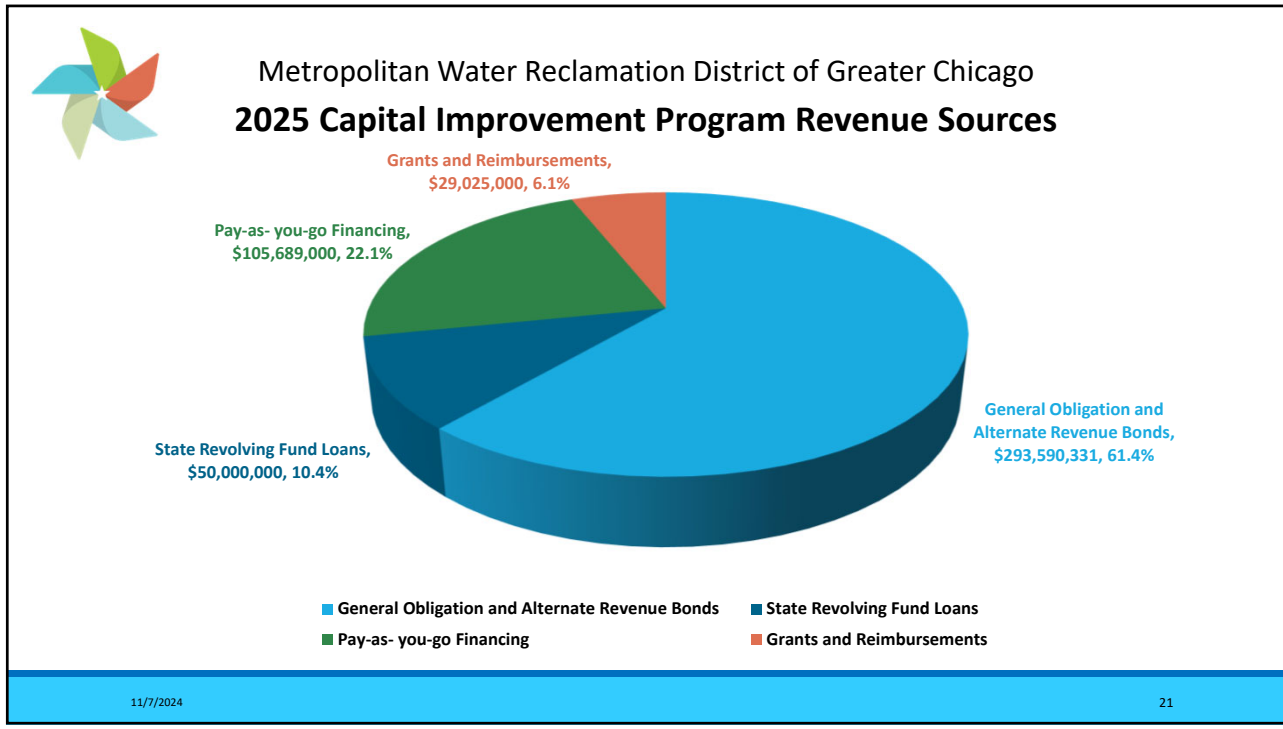 Metropolitan Water Reclamation District of Greater Chicago
2025 Capital Improvement Program Revenue Sources
Grants and Reimbursements,
$29,025,000, 6.1%
Pay-as- you-go Financing,
$105,689,000, 22.1%
General Obligation and
Alternate Revenue Bonds,
$293,590,331, 61.4%
State Revolving Fund Loans,
$50,000,000, 10.4%
General Obligation and Alternate Revenue Bonds
State Revolving Fund Loans
Pay-as- you-go Financing
Grants and Reimbursements
11/7/2024
21